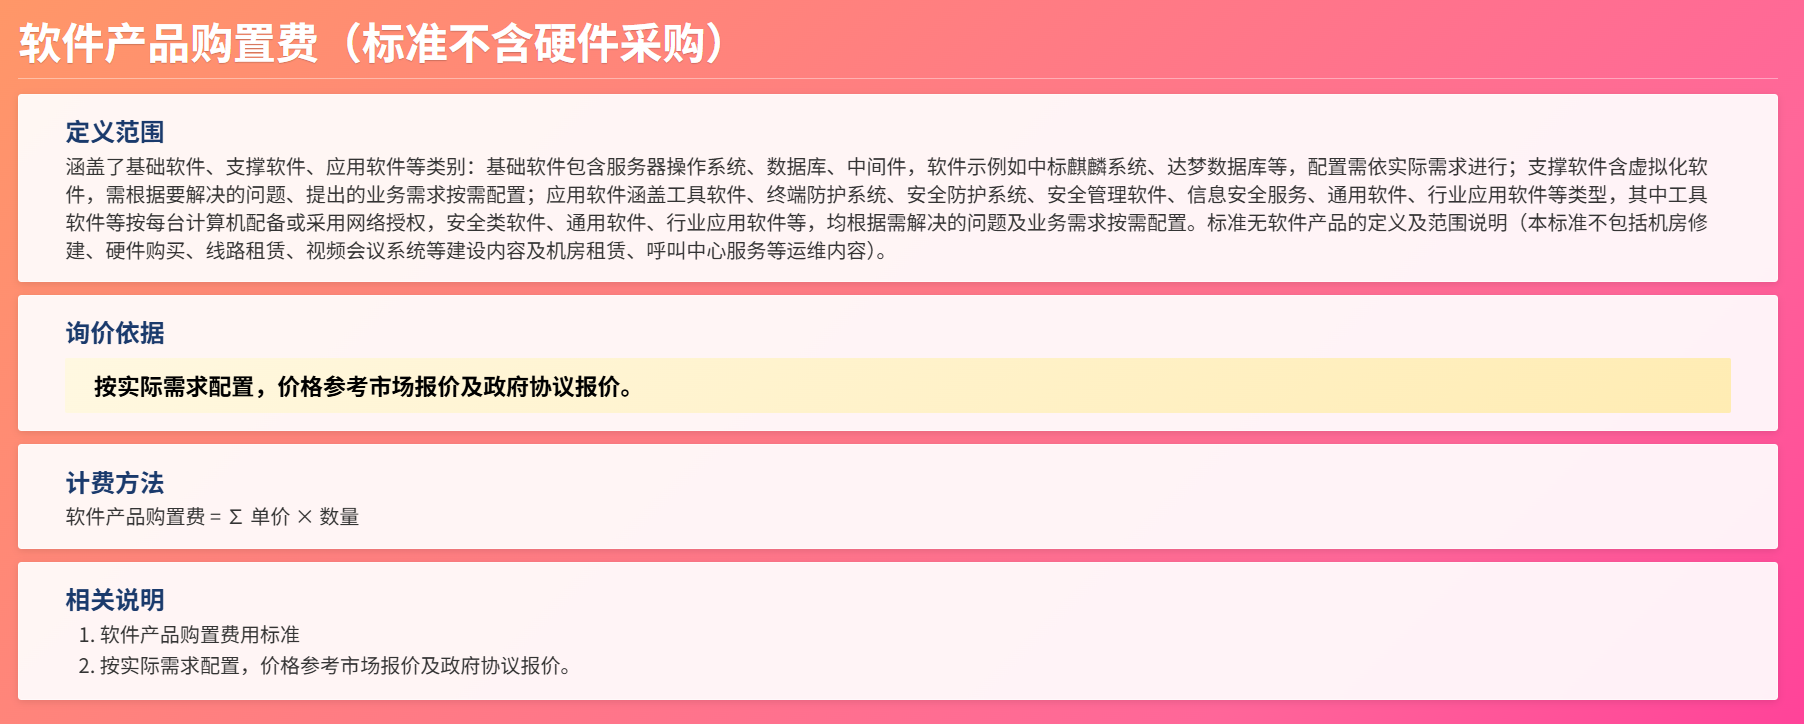 软件产品购置费（标准不含硬件采购）
定义范围
涵盖了基础软件、支撑软件、应用软件等类别：基础软件包含服务器操作系统、数据库、中间件，软件示例如中标麒麟系统、达梦数据库等，配置需依实际需求进行；支撑软件含虚拟化软
件，需根据要解决的问题、提出的业务需求按需配置；应用软件涵盖工具软件、终端防护系统、安全防护系统、安全管理软件、信息安全服务、通用软件、行业应用软件等类型，其中工具
软件等按每台计算机配备或采用网络授权，安全类软件、通用软件、行业应用软件等，均根据需解决的问题及业务需求按需配置。标准无软件产品的定义及范围说明（本标准不包括机房修
建、硬件购买、线路租赁、视频会议系统等建设内容及机房租赁、呼叫中心服务等运维内容）。
询价依据
按实际需求配置，价格参考市场报价及政府协议报价。
计费方法
软件产品购置费 = Σ 单价 × 数量
相关说明
1. 软件产品购置费用标准
2. 按实际需求配置，价格参考市场报价及政府协议报价。